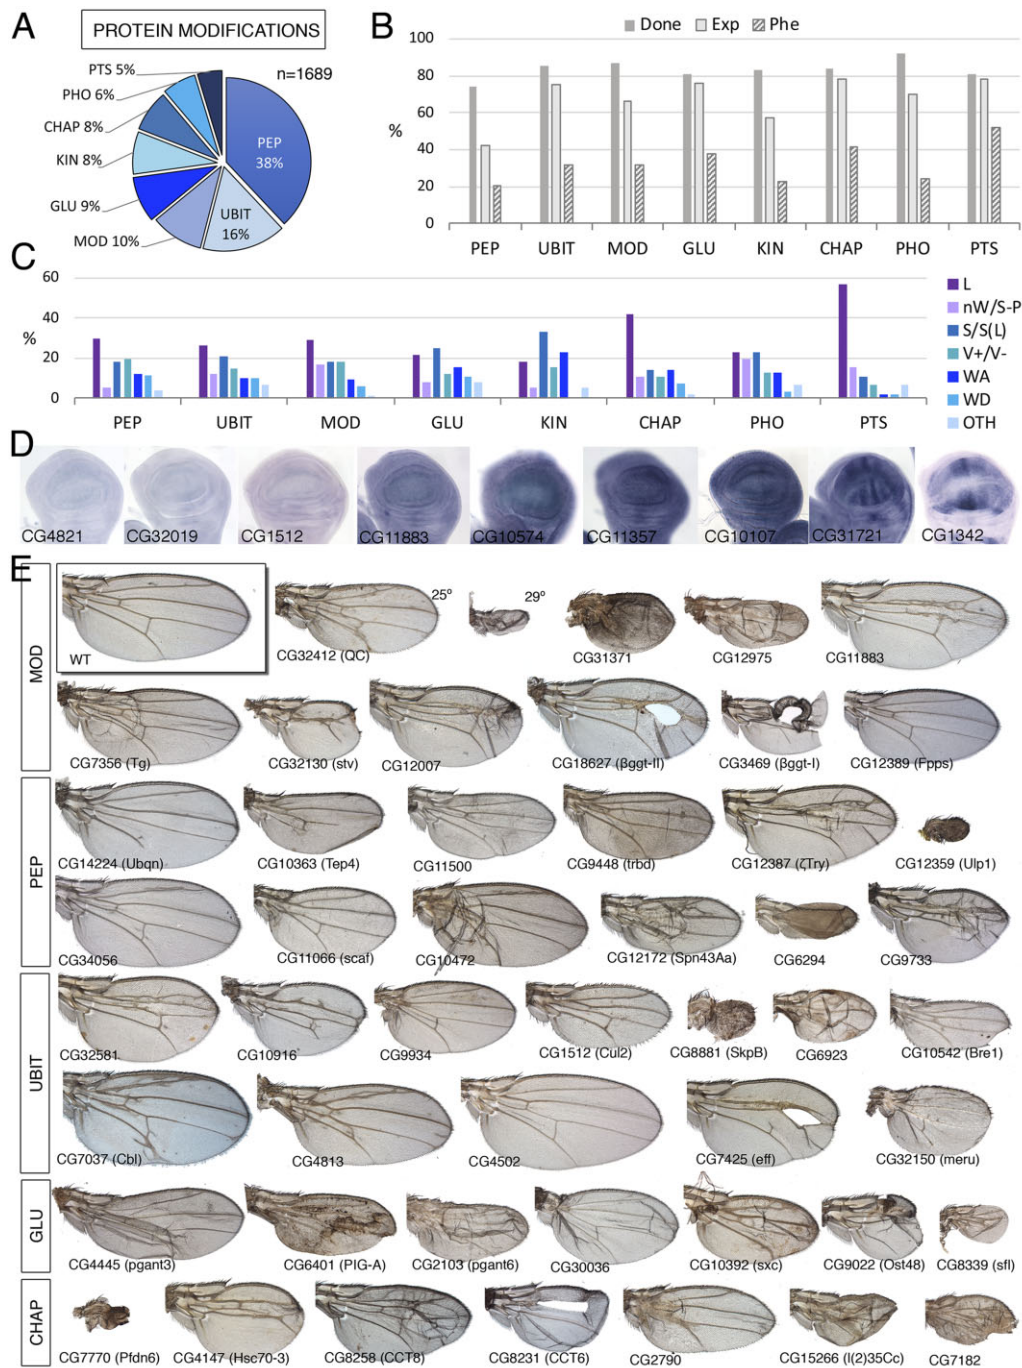 A
PROTEIN MODIFICATIONS
n=1689
PTS 5%
PHO 6%
CHAP 8%
KIN 8%
GLU 9%
MOD 10%
UBIT
16%
PEP
38%
B
Done Exp Phe
100
80
60
40
20
0
%
PEP UBIT MOD GLU KIN CHAP PHO PTS
C
60
40
20
0
%
PEP UBIT MOD GLU KIN CHAP PHO PTS
L
nW/S-P
S/S(L)
V+/V-
WA
WD
OTH
D
CG4821 CG32019 CG1512 CG11883 CG10574 CG11357 CG10107 CG31721 CG1342
E
MOD
WT
25º 29º
CG32412 (QC) CG31371 CG12975 CG11883
CG7356 (Tg) CG32130 (stv) CG12007 CG18627 (βggt-II) CG3469 (βggt-I) CG12389 (Fpps)
PEP
CG14224 (Ubqn) CG10363 (Tep4) CG11500 CG9448 (trbd) CG12387 (ζTry) CG12359 (Ulp1)
CG34056 CG11066 (scaf) CG10472 CG12172 (Spn43Aa) CG6294 CG9733
UBIT
CG32581 CG10916 CG9934 CG1512 (Cul2) CG8881 (SkpB) CG6923 CG10542 (Bre1)
CG7037 (Cbl) CG4813 CG4502 CG7425 (eff) CG32150 (meru)
GLU
CG4445 (pgant3) CG6401 (PIG-A) CG2103 (pgant6) CG30036 CG10392 (sxc) CG9022 (Ost48) CG8339 (sfl)
CHAP
CG7770 (Pfdn6) CG4147 (Hsc70-3) CG8258 (CCT8) CG8231 (CCT6) CG2790 CG15266 (l(2)35Cc) CG7182